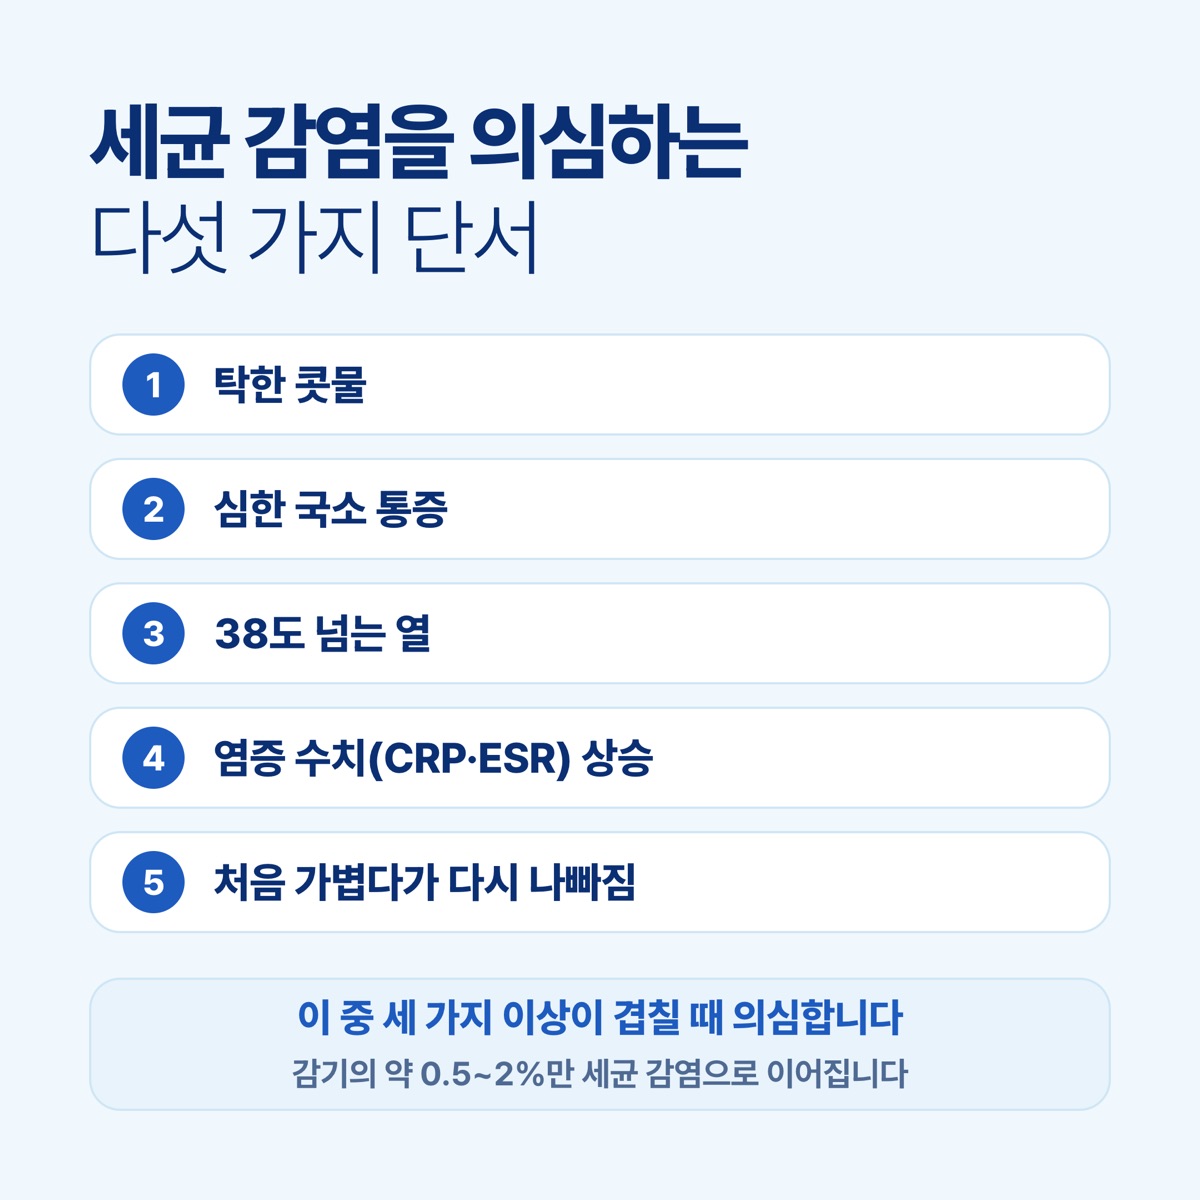 세균 감염을 의심하는
다섯 가지 단서
1 탁한 콧물
2 심한 국소 통증
3 38도 넘는 열
4 염증 수치(CRP·ESR) 상승
5 처음 가볍다가 다시 나빠짐
이 중 세 가지 이상이 겹칠 때 의심합니다
감기의 약 0.5~2%만 세균 감염으로 이어집니다